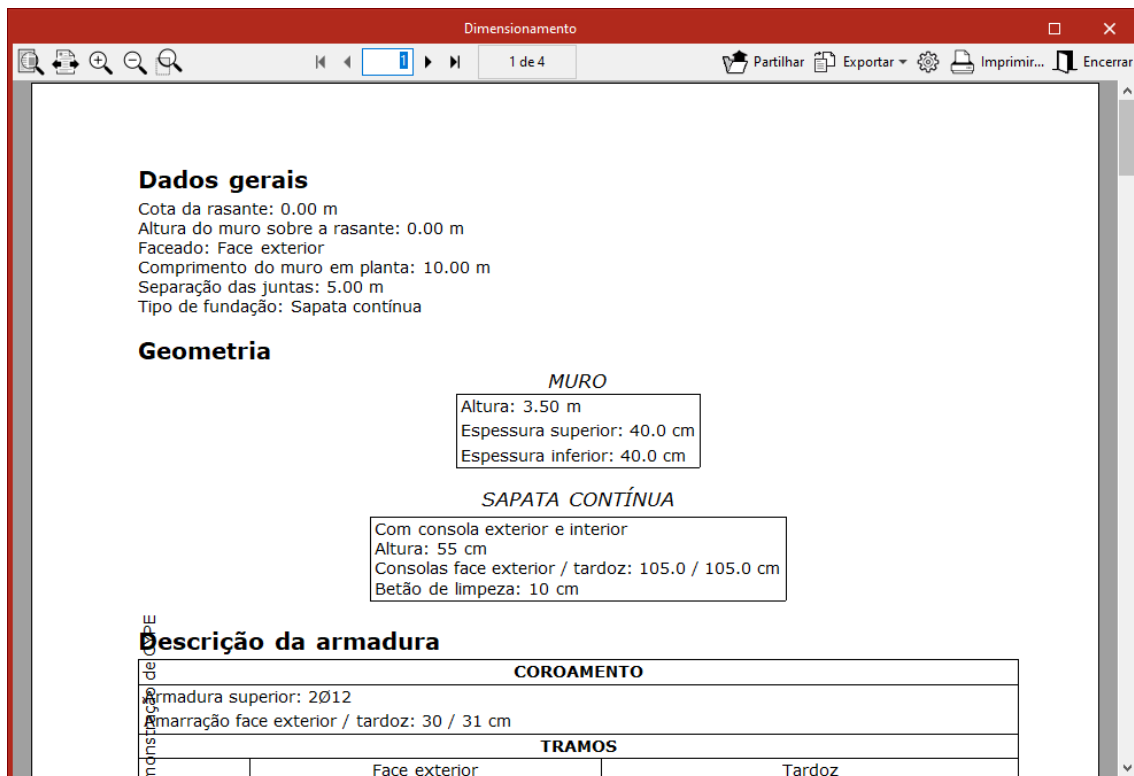 Dimensionamento
1
1 de 4
Partilhar
Exportar
Imprimir...
Encerrar
Dados gerais
Cota da rasante: 0.00 m
Altura do muro sobre a rasante: 0.00 m
Faceado: Face exterior
Comprimento do muro em planta: 10.00 m
Separação das juntas: 5.00 m
Tipo de fundação: Sapata contínua
Geometria
MURO
Altura: 3.50 m
Espessura superior: 40.0 cm
Espessura inferior: 40.0 cm
SAPATA CONTÍNUA
Com consola exterior e interior
Altura: 55 cm
Consolas face exterior / tardoz: 105.0 / 105.0 cm
Betão de limpeza: 10 cm
Descrição da armadura
COROAMENTO
Armadura superior: 2Ø12
Amarração face exterior / tardoz: 30 / 31 cm
TRAMOS
Face exterior
Tardoz
de CYPE